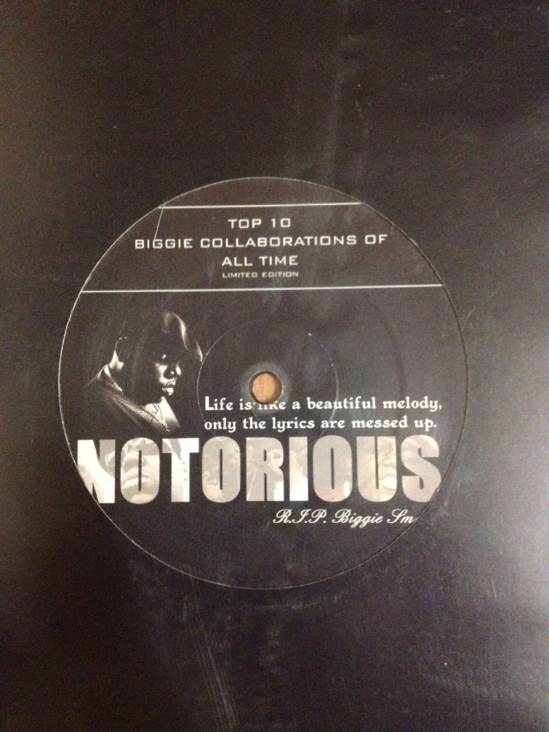 TOP 10
BIGGIE COLLABORATIONS OF
ALL TIME
LIMITED EDITION
Life is like a beautiful melody,
only the lyrics are messed up.
NOTORIOUS
R.I.P. Biggie Sm